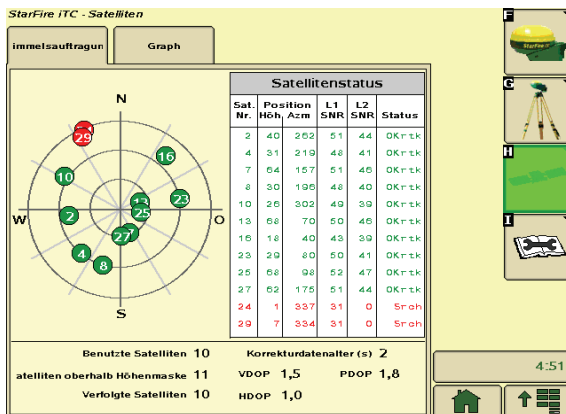 StarFire iTC - Satelliten
immelsauftragun
Graph
N
W
O
S
29
16
10
23
13
25
2
27
7
4
8
Satellitenstatus
Sat. Nr. Position Höh, Azm L1 SNR L2 SNR Status
2 40 262 51 44 OKrtk
4 31 219 48 41 OKrtk
7 64 157 51 46 OKrtk
8 30 196 48 40 OKrtk
10 26 302 49 39 OKrtk
13 68 70 50 46 OKrtk
16 18 40 43 39 OKrtk
23 29 80 50 41 OKrtk
25 68 98 52 47 OKrtk
27 62 175 51 44 OKrtk
24 1 337 31 0 Srch
29 7 334 31 0 Srch
Benutzte Satelliten 10
atelliten oberhalb Höhenmaske 11
Verfolgte Satelliten 10
Korrekturdatenalter (s) 2
VDOP 1,5 PDOP 1,8
HDOP 1,0
F
StarFire
G
H
I
4:51